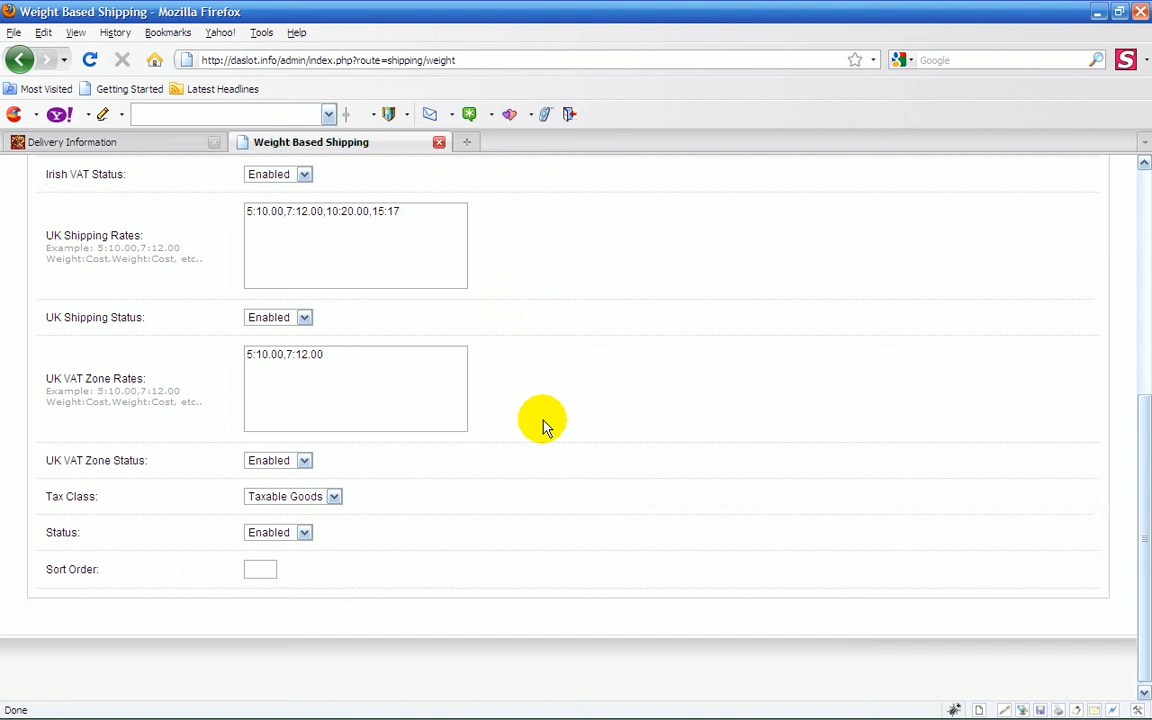 Weight Based Shipping - Mozilla Firefox
File Edit View History Bookmarks Yahoo! Tools Help
http://daslot.info/admin/index.php?route=shipping/weight
Google
S
Most Visited Getting Started Latest Headlines
Y!
Delivery Information Weight Based Shipping
Irish VAT Status: Enabled
5:10.00,7:12.00,10:20.00,15:17
UK Shipping Rates:
Example: 5:10.00,7:12.00
Weight:Cost,Weight:Cost, etc..
UK Shipping Status: Enabled
5:10.00,7:12.00
UK VAT Zone Rates:
Example: 5:10.00,7:12.00
Weight:Cost,Weight:Cost, etc..
UK VAT Zone Status: Enabled
Tax Class: Taxable Goods
Status: Enabled
Sort Order:
Done